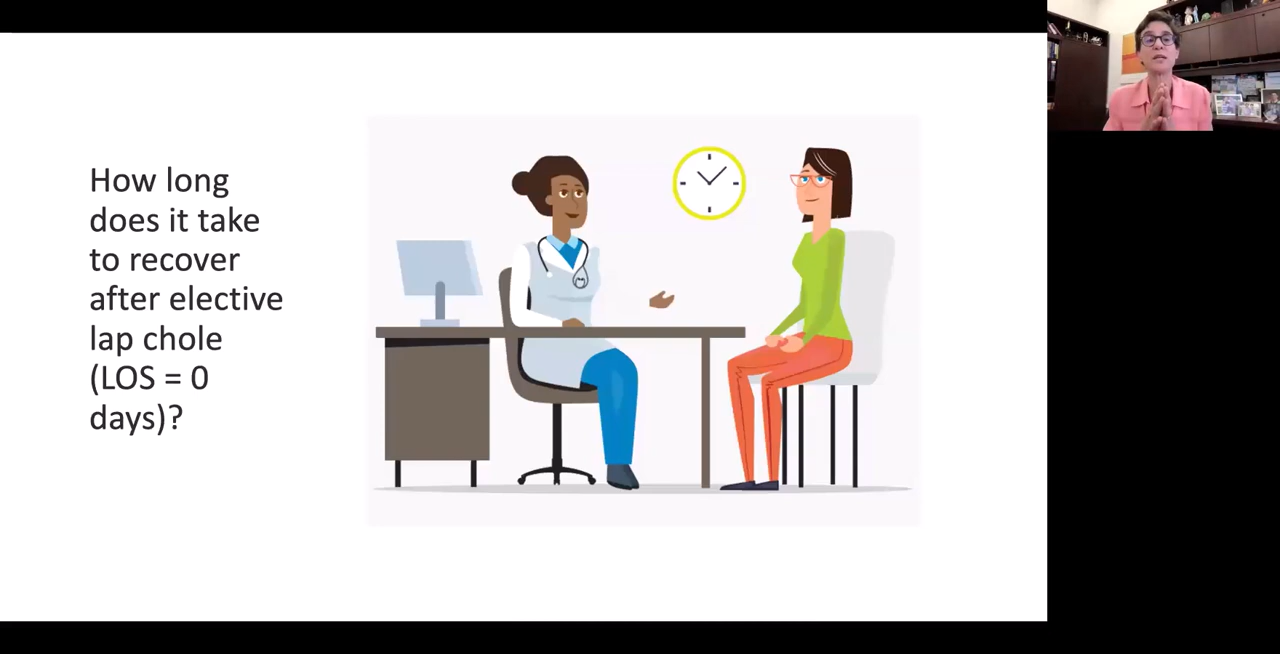 How long
does it take
to recover
after elective
lap chole
(LOS = 0
days)?